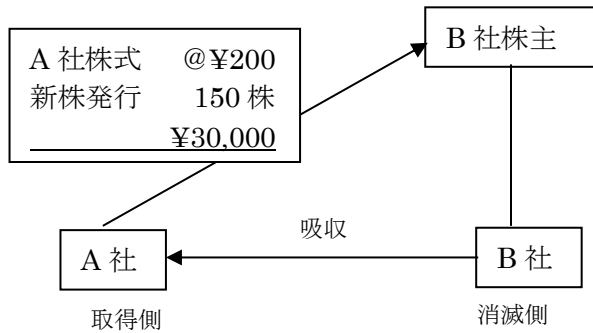 A 社株式 @¥200
新株発行 150 株
¥30,000
B 社株主
吸収
A 社
B 社
取得側
消滅側